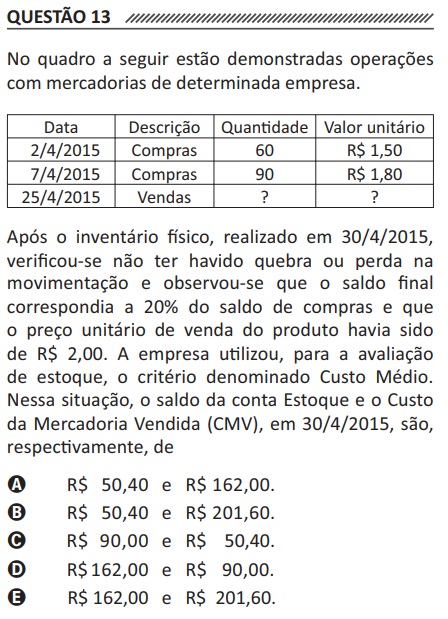 QUESTÃO 13
No quadro a seguir estão demonstradas operações
com mercadorias de determinada empresa.
Data Descrição Quantidade Valor unitário
2/4/2015 Compras 60 R$ 1,50
7/4/2015 Compras 90 R$ 1,80
25/4/2015 Vendas ? ?
Após o inventário físico, realizado em 30/4/2015,
verificou-se não ter havido quebra ou perda na
movimentação e observou-se que o saldo final
correspondia a 20% do saldo de compras e que
o preço unitário de venda do produto havia sido
de R$ 2,00. A empresa utilizou, para a avaliação
de estoque, o critério denominado Custo Médio.
Nessa situação, o saldo da conta Estoque e o Custo
da Mercadoria Vendida (CMV), em 30/4/2015, são,
respectivamente, de
A R$ 50,40 e R$ 162,00.
B R$ 50,40 e R$ 201,60.
C R$ 90,00 e R$ 50,40.
D R$ 162,00 e R$ 90,00.
E R$ 162,00 e R$ 201,60.